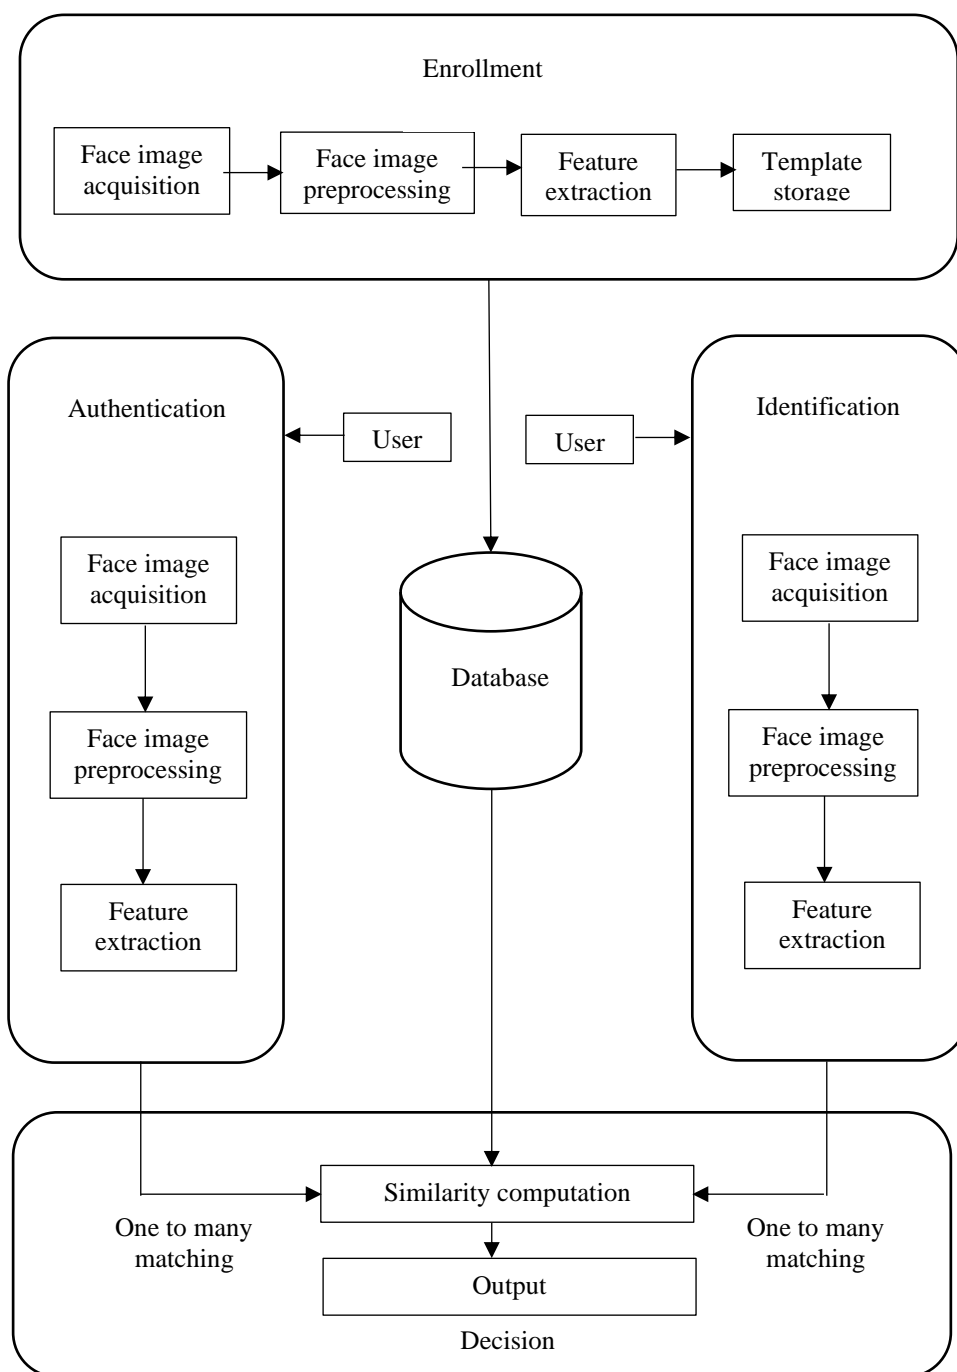 Enrollment
Face image
acquisition
Face image
preprocessing
Feature
extraction
Template
storage
Authentication
User
User
Identification
Face image
acquisition
Face image
preprocessing
Feature
extraction
Database
Face image
acquisition
Face image
preprocessing
Feature
extraction
Similarity computation
One to many
matching
One to many
matching
Output
Decision